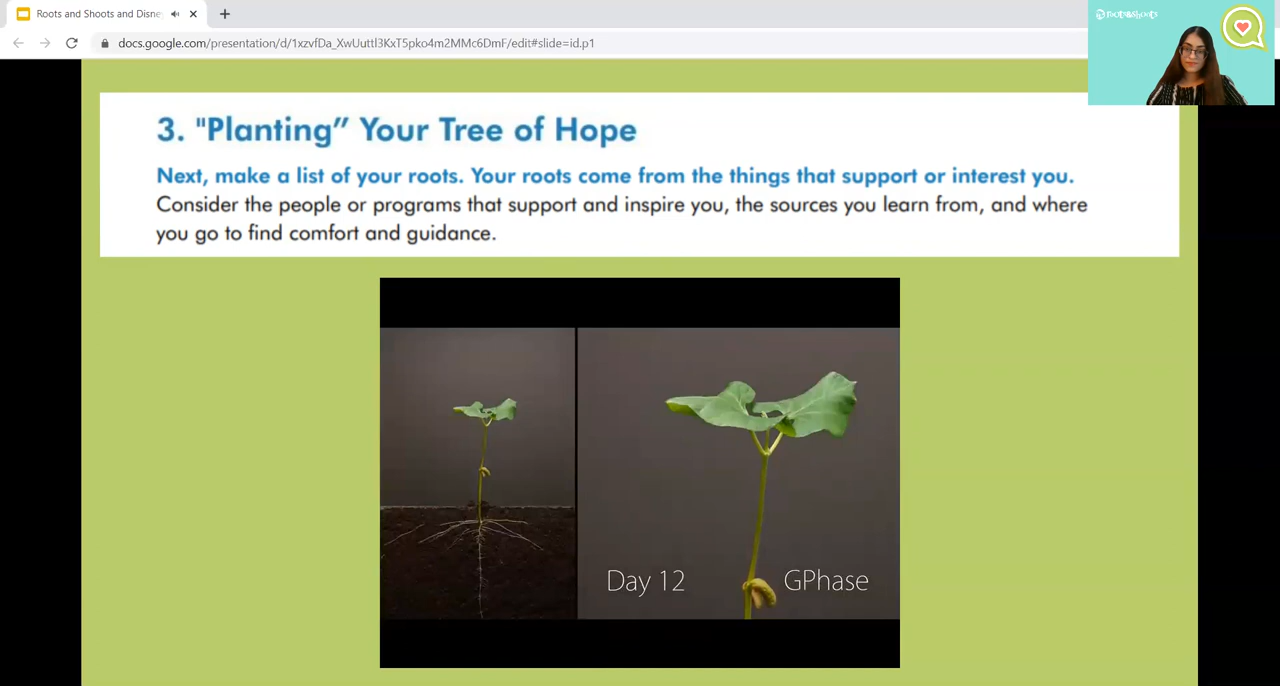 Roots and Shoots and Disne
docs.google.com/presentation/d/1xzvfDa_XwUuttl3KxT5pko4m2MMc6DmF/edit#slide=id.p1
roots&shoots
3. "Planting” Your Tree of Hope
Next, make a list of your roots. Your roots come from the things that support or interest you.
Consider the people or programs that support and inspire you, the sources you learn from, and where
you go to find comfort and guidance.
Day 12
GPhase